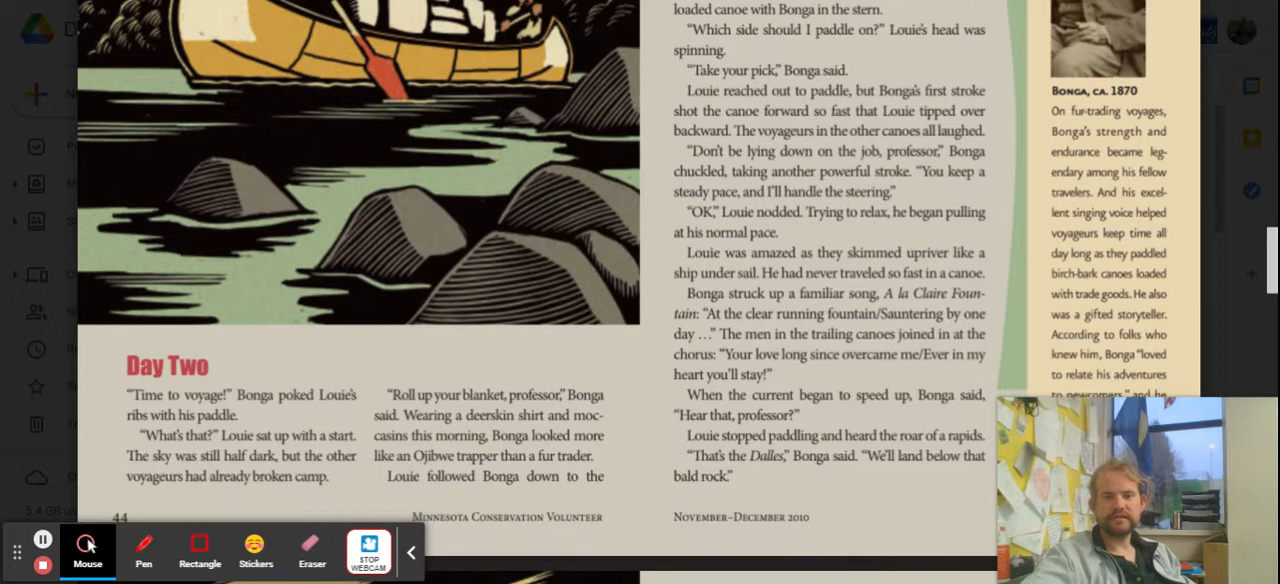 Day Two
“Time to voyage!” Bonga poked Louie’s
ribs with his paddle.
“What’s that?” Louie sat up with a start.
The sky was still half dark, but the other
voyageurs had already broken camp.
“Roll up your blanket, professor,” Bonga
said. Wearing a deerskin shirt and moc-
casins this morning, Bonga looked more
like an Ojibwe trapper than a fur trader.
Louie followed Bonga down to the
44
Minnesota Conservation Volunteer
loaded canoe with Bonga in the stern.
“Which side should I paddle on?” Louie’s head was
spinning.
“Take your pick,” Bonga said.
Louie reached out to paddle, but Bonga’s first stroke
shot the canoe forward so fast that Louie tipped over
backward. The voyageurs in the other canoes all laughed.
“Don’t be lying down on the job, professor,” Bonga
chuckled, taking another powerful stroke. “You keep a
steady pace, and I’ll handle the steering.”
“OK,” Louie nodded. Trying to relax, he began pulling
at his normal pace.
Louie was amazed as they skimmed upriver like a
ship under sail. He had never traveled so fast in a canoe.
Bonga struck up a familiar song, A la Claire Foun-
tain: “At the clear running fountain/Sauntering by one
day …” The men in the trailing canoes joined in at the
chorus: “Your love long since overcame me/Ever in my
heart you’ll stay!”
When the current began to speed up, Bonga said,
“Hear that, professor?”
Louie stopped paddling and heard the roar of a rapids.
“That’s the Dalles,” Bonga said. “We’ll land below that
bald rock.”
November–December 2010
Bonga, ca. 1870
On fur-trading voyages,
Bonga’s strength and
endurance became leg-
endary among his fellow
travelers. And his excel-
lent singing voice helped
voyageurs keep time all
day long as they paddled
birch-bark canoes loaded
with trade goods. He also
was a gifted storyteller.
According to folks who
knew him, Bonga “loved
to relate his adventures
to newcomers,” and he
5.4 GB
Mouse
Pen
Rectangle
Stickers
Eraser
STOP
WEBCAM